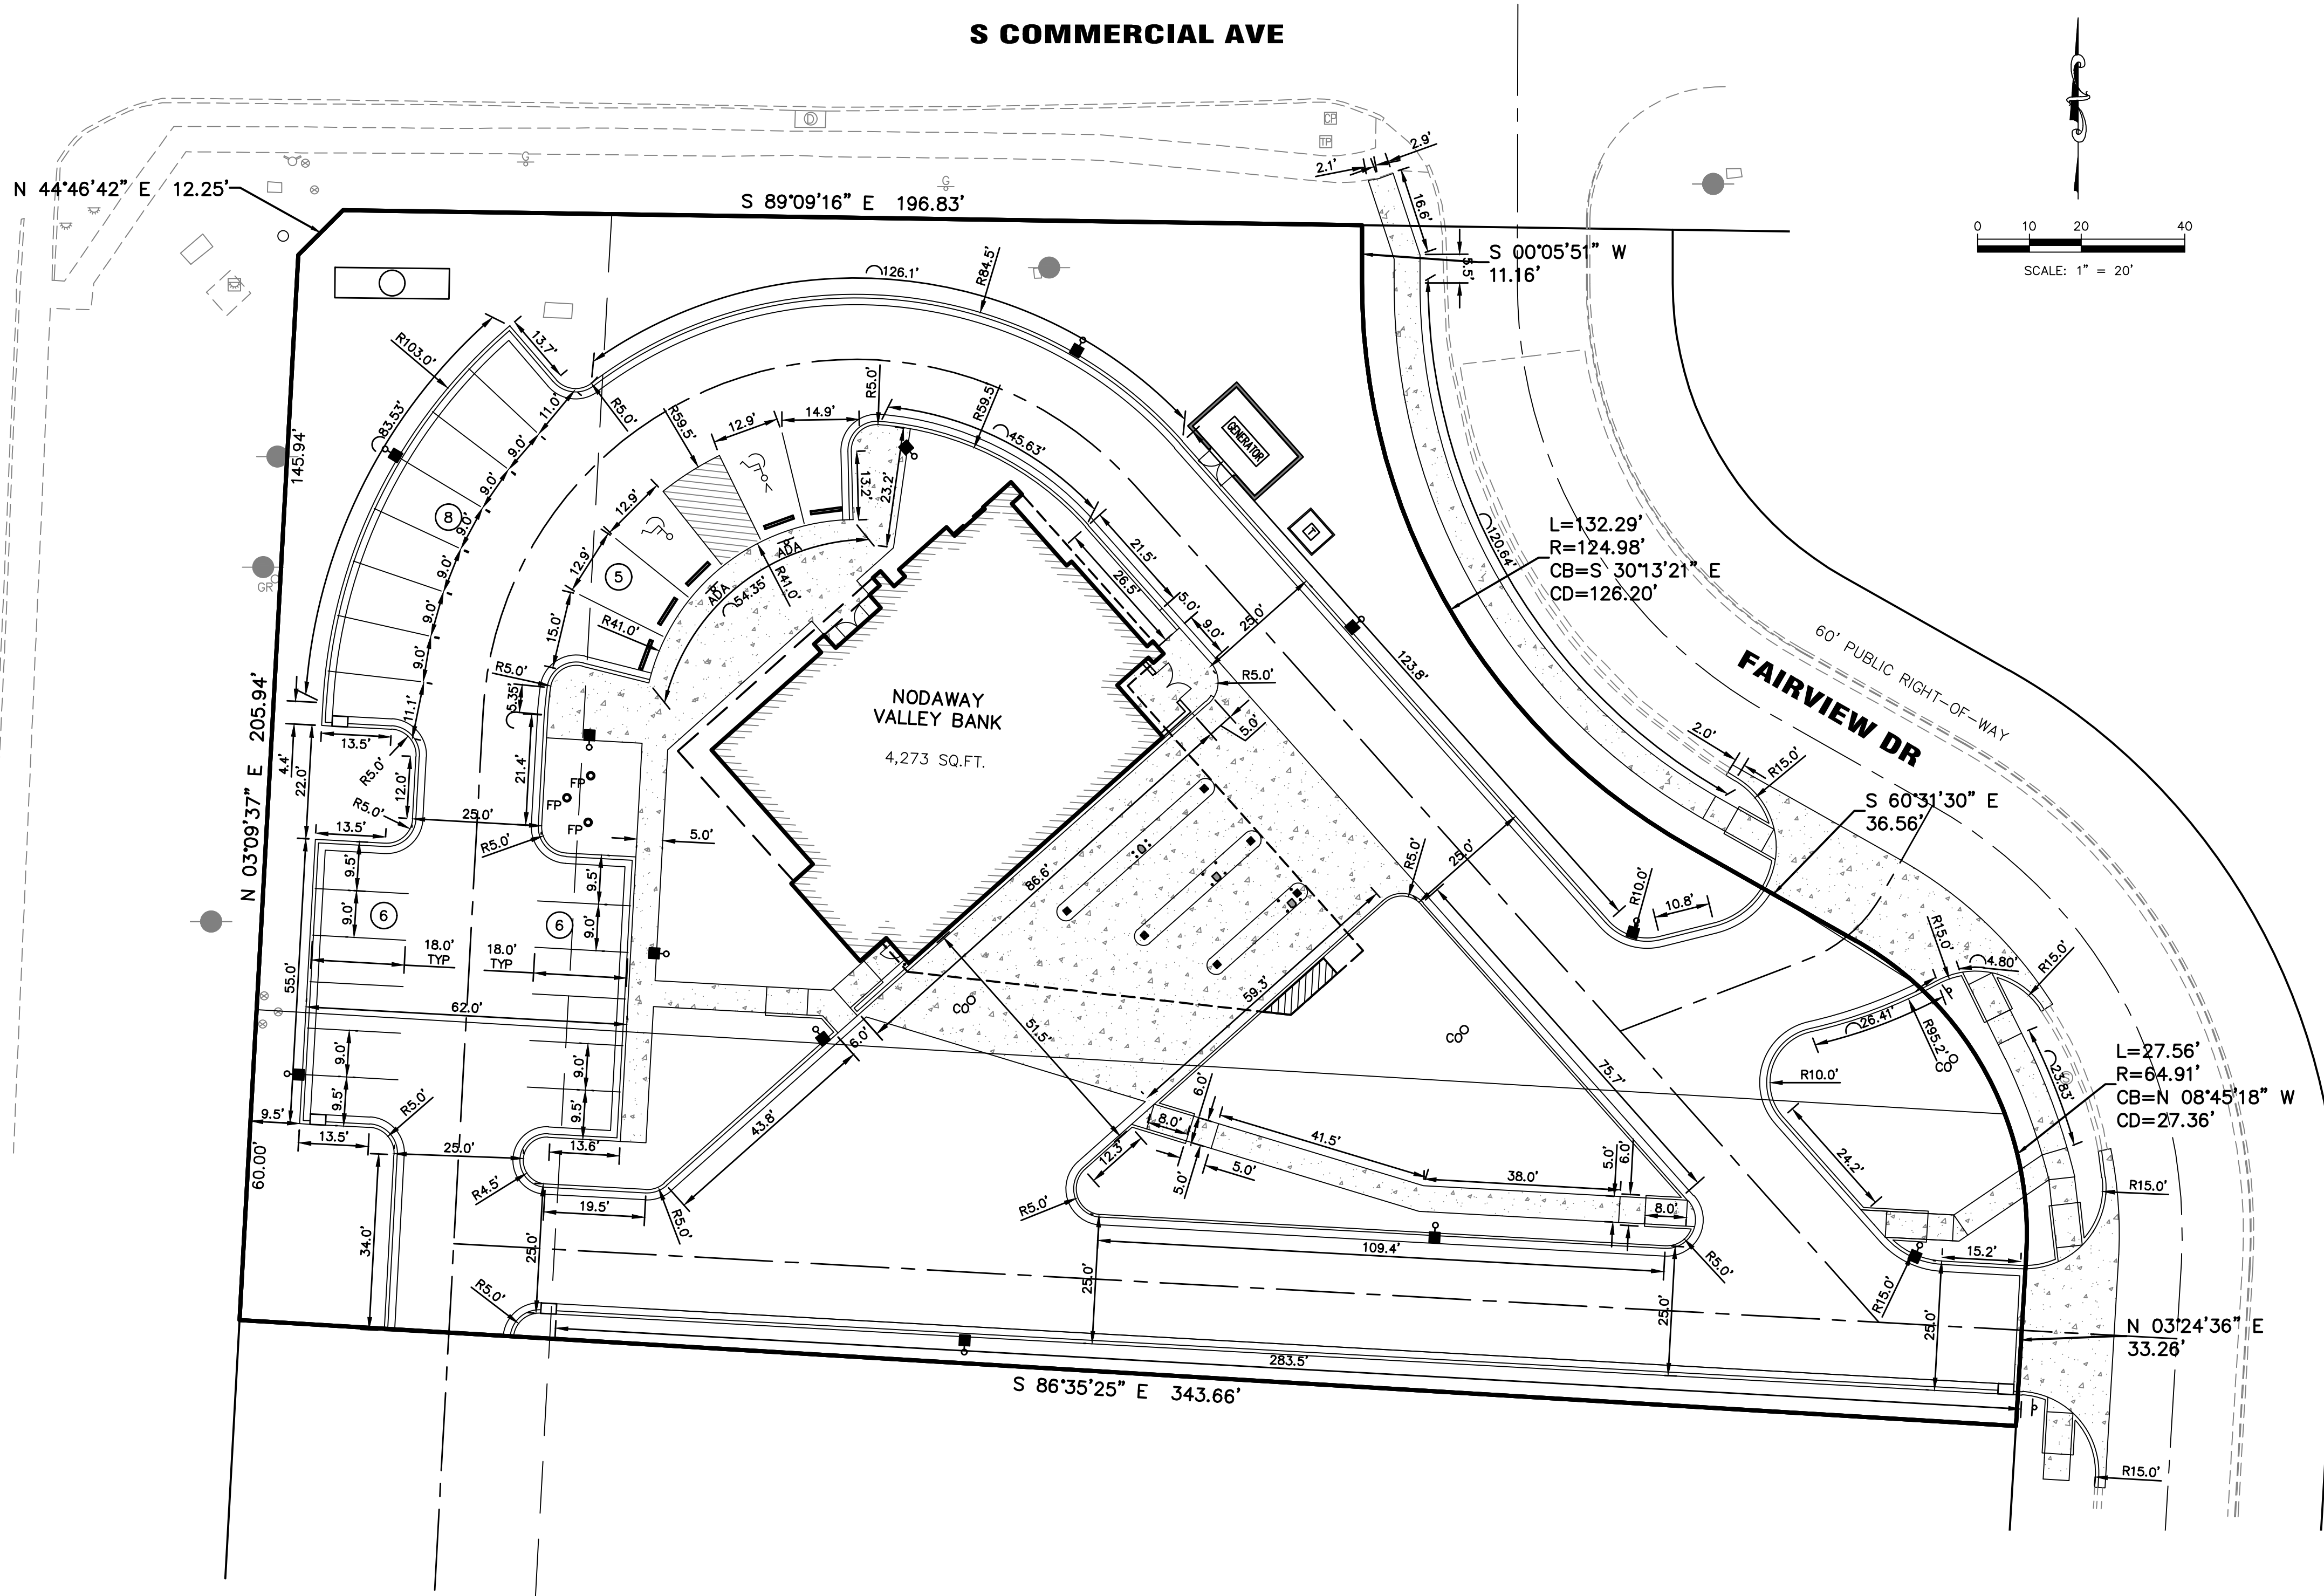 S COMMERCIAL AVE
D
CP
TP
G
G
2.1'
2.9'
N 44°46'42" E 12.25'
S 89°09'16" E 196.83'
16.6'
5.5'
S 00°05'51" W
11.16'
0 10 20 40
SCALE: 1" = 20'
126.1'
R84.5'
R103.0'
13.7'
83.53'
11.0'
R5.0'
R59.5'
12.9'
14.9'
R5.0'
R59.5'
45.63'
GENERATOR
145.94'
9.0'
9.0'
9.0'
9.0'
9.0'
9.0'
8
12.9'
12.9'
13.2'
23.2'
T
GR
5
ADA
ADA
54.35'
R41.0'
R41.0'
15.0'
21.5'
26.5'
5.0'
9.0'
25.0'
120.64'
L=132.29'
R=124.98'
CB=S 30°13'21" E
CD=126.20'
60' PUBLIC RIGHT-OF-WAY
FAIRVIEW DR
123.8'
R5.0'
5.35'
11.1'
NODAWAY
VALLEY BANK
4,273 SQ.FT.
R5.0'
5.0'
2.0'
R15.0'
N 03°09'37" E 205.94'
4.4'
22.0'
13.5'
R5.0'
12.0'
R5.0'
21.4'
FP
FP
FP
S 60°31'30" E
36.56'
13.5'
25.0'
R5.0'
5.0'
86.6'
R5.0'
25.0'
9.5'
9.0'
6
9.5'
9.0'
6
R10.0'
10.8'
18.0'
TYP
18.0'
TYP
R15.0'
4.80'
R15.0'
55.0'
62.0'
CO
51.5'
59.3'
CO
26.41'
R95.2'
CO
9.0'
9.5'
9.0'
9.5'
6.0'
R5.0'
43.8'
75.7'
R10.0'
23.83'
L=27.56'
R=64.91'
CB=N 08°45'18" W
CD=27.36'
9.5'
13.5'
60.00'
25.0'
13.6'
8.0'
6.0'
12.3'
5.0'
5.0'
41.5'
38.0'
5.0'
6.0'
8.0'
24.2'
R15.0'
R4.5'
19.5'
R5.0'
R5.0'
34.0'
25.0'
25.0'
109.4'
R5.0'
25.0'
15.2'
R15.0'
25.0'
R5.0'
N 03°24'36" E
33.26'
283.5'
S 86°35'25" E 343.66'
R15.0'